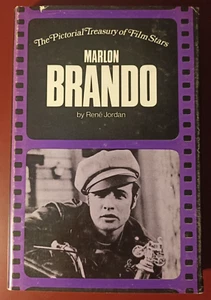 The Pictorial Treasury of Film Stars
MARLON
BRANDO
by René Jordan